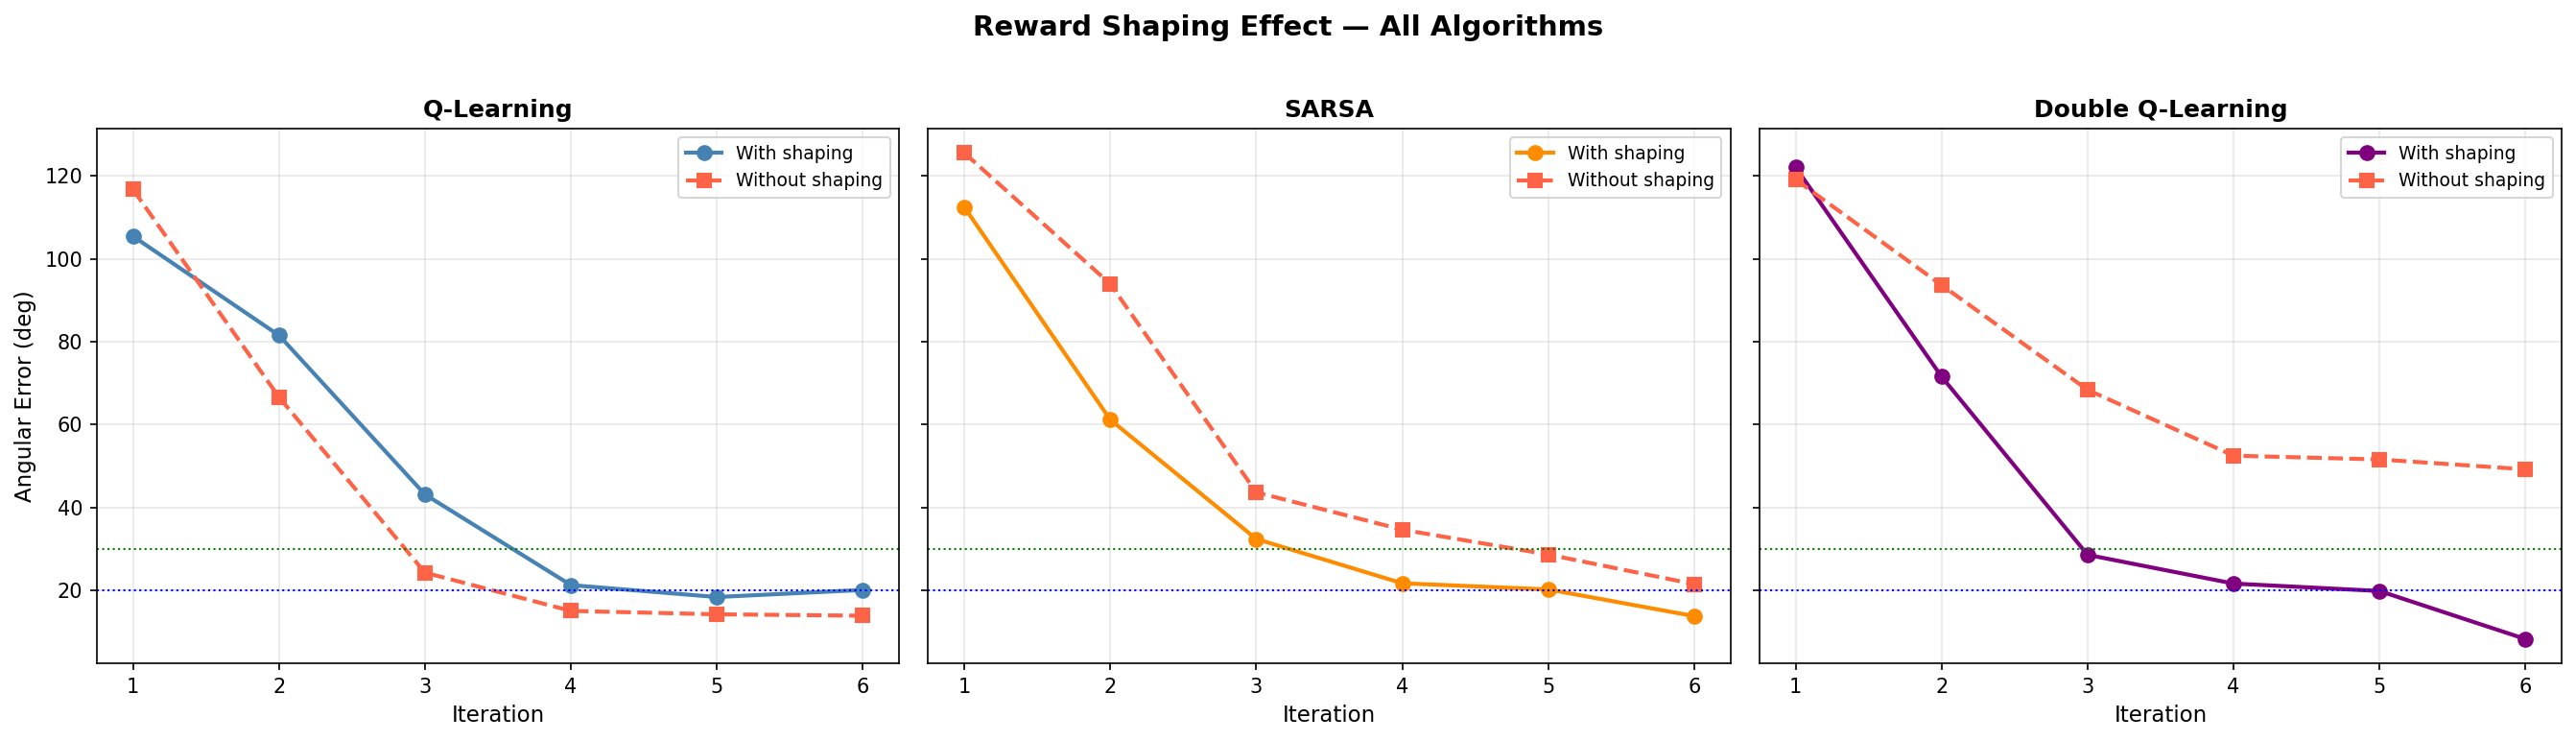 Reward Shaping Effect — All Algorithms
Q-Learning
With shaping
Without shaping
120
100
80
60
40
20
Angular Error (deg)
1 2 3 4 5 6
Iteration
SARSA
With shaping
Without shaping
1 2 3 4 5 6
Iteration
Double Q-Learning
With shaping
Without shaping
1 2 3 4 5 6
Iteration